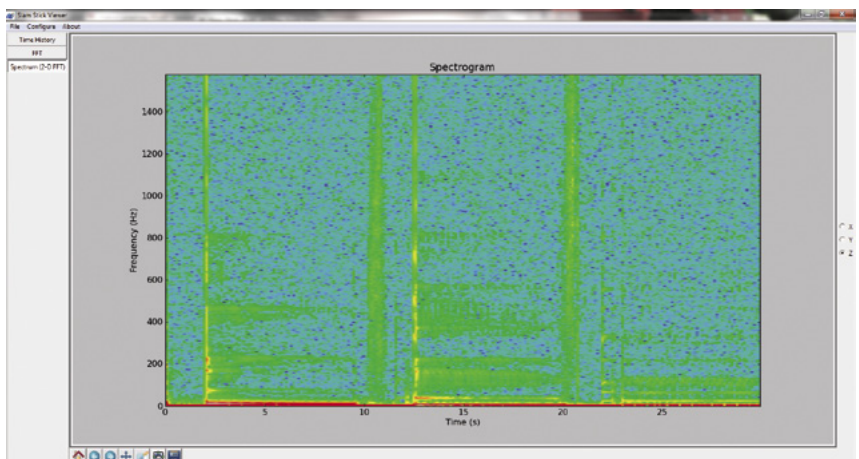 Slam Stick Viewer
File Configure About
Time History
FFT
Spectrum (2-D FFT)
Spectrogram
1400
1200
1000
800
600
400
200
0
Frequency (Hz)
0 5 10 15 20 25
Time (s)
X
Y
Z